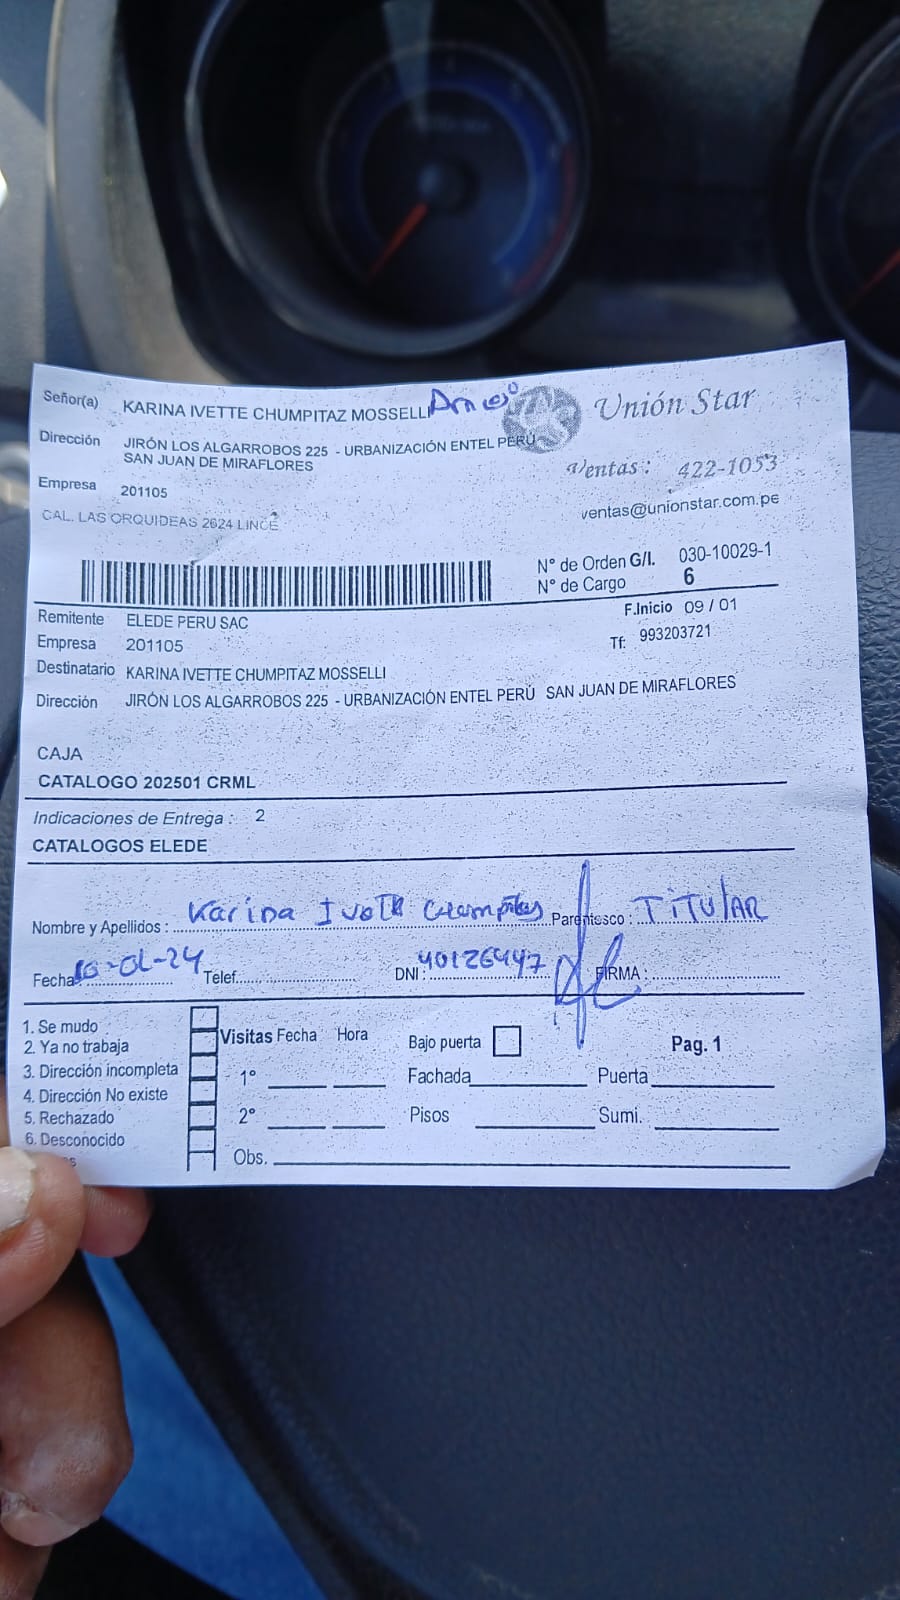 Señor(a) KARINA IVETTE CHUMPITAZ MOSSELLI
Unión Star
Dirección JIRÓN LOS ALGARROBOS 225 - URBANIZACIÓN ENTEL PERÚ
SAN JUAN DE MIRAFLORES
Ventas: 422-1053
Empresa 201105
ventas@unionstar.com.pe
CAL. LAS ORQUIDEAS 2624 LINCE
N° de Orden G/I. 030-10029-1
N° de Cargo 6
F.Inicio 09 / 01
Remitente ELEDE PERU SAC
Empresa 201105
Tf: 993203721
Destinatario KARINA IVETTE CHUMPITAZ MOSSELLI
Dirección JIRÓN LOS ALGARROBOS 225 - URBANIZACIÓN ENTEL PERÚ SAN JUAN DE MIRAFLORES
CAJA
CATALOGO 202501 CRML
Indicaciones de Entrega : 2
CATALOGOS ELEDE
Nombre y Apellidos : Karina Parentesco : TITULAR
Fecha Telef. DNI : 40126447 FIRMA :
1. Se mudo
2. Ya no trabaja
3. Dirección incompleta
4. Dirección No existe
5. Rechazado
6. Desconocido
Visitas Fecha Hora
1°
2°
Obs.
Bajo puerta
Pag. 1
Fachada Puerta
Pisos Sumi.